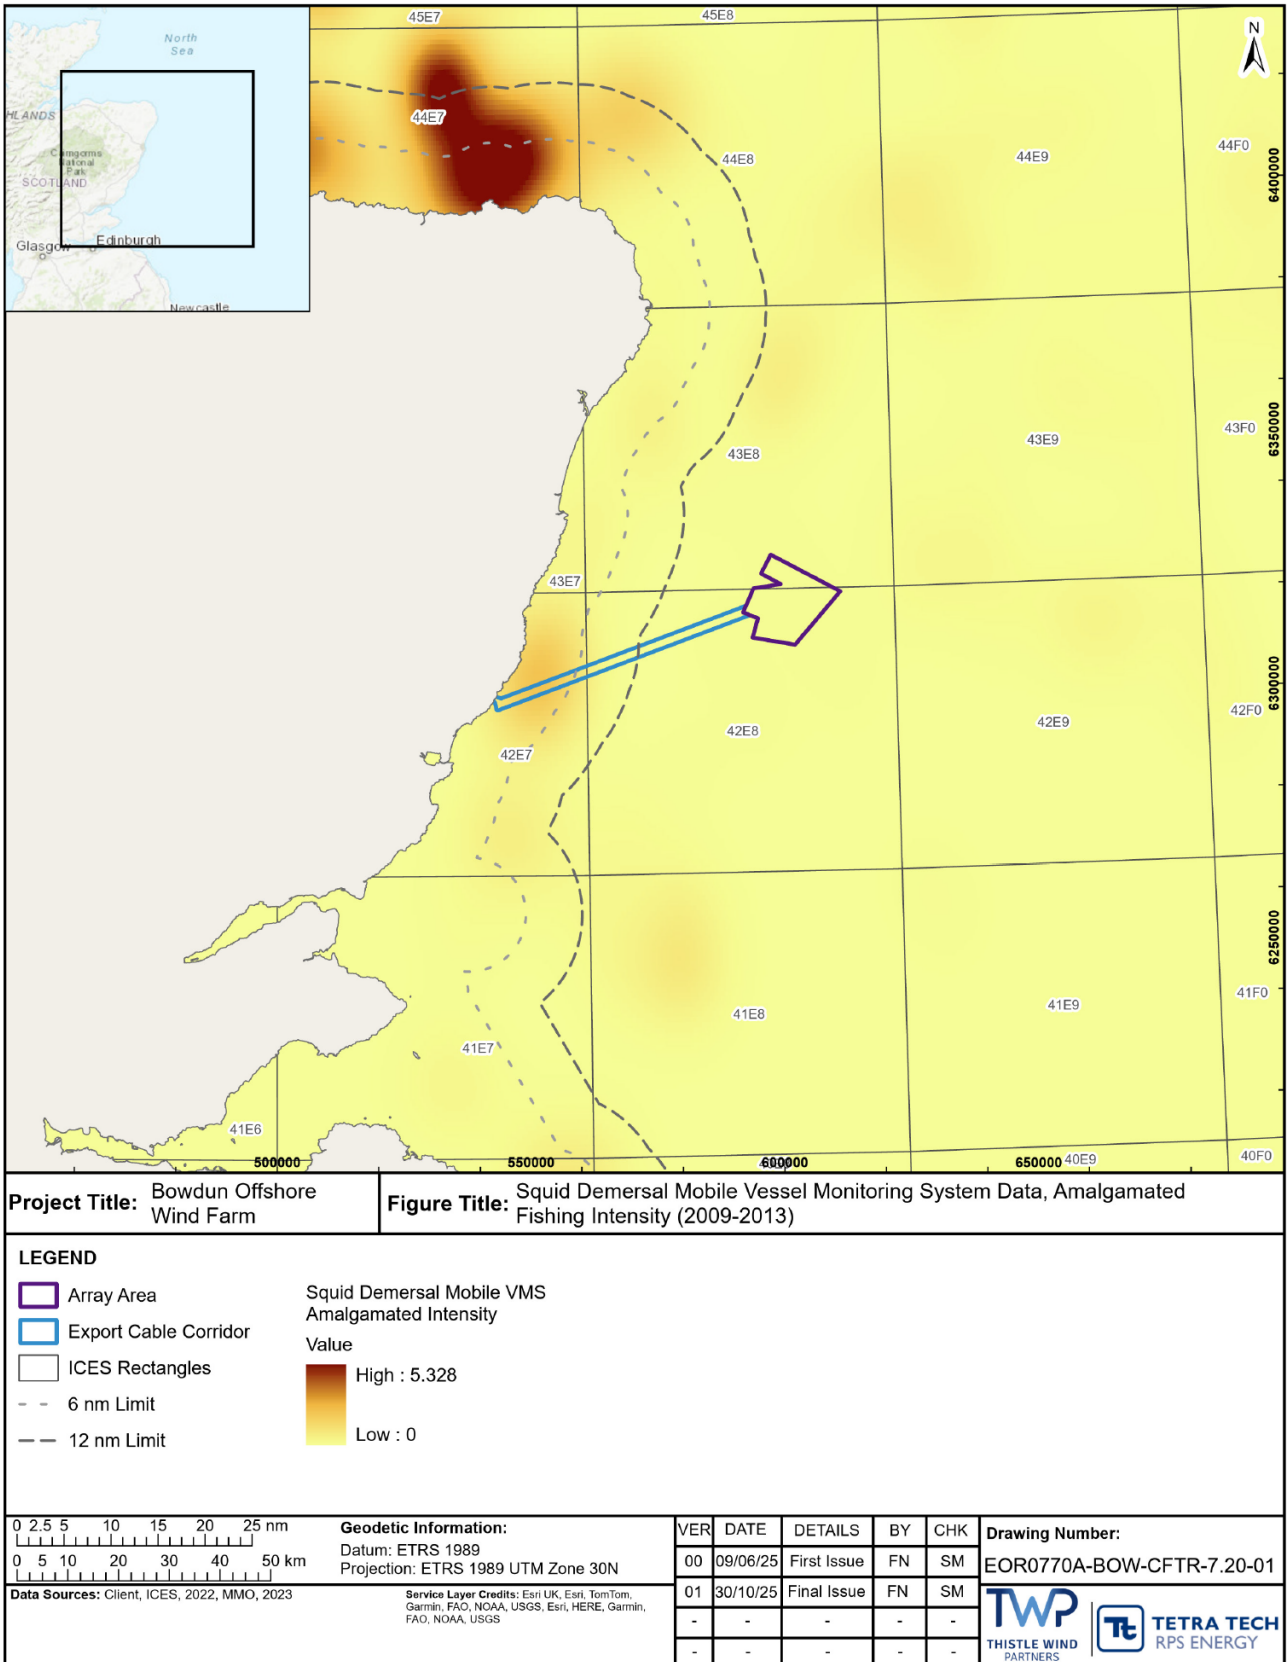 45E7
45E8
North
Sea
N
HLANDS
44E7
Cairngorms
National
Park
44E8
44E9
44F0
6400000
SCOTLAND
Glasgow
Edinburgh
Newcastle
43E8
43E9
43F0
6350000
43E7
6300000
42E7
42E8
42E9
42F0
6250000
41E7
41E8
41E9
41F0
41E6
500000
550000
600000
650000
40E9
40F0
Project Title: Bowdun Offshore
Wind Farm
Figure Title: Squid Demersal Mobile Vessel Monitoring System Data, Amalgamated
Fishing Intensity (2009-2013)
LEGEND
Array Area
Export Cable Corridor
ICES Rectangles
6 nm Limit
12 nm Limit
Squid Demersal Mobile VMS
Amalgamated Intensity
Value
High : 5.328
Low : 0
0 2.5 5 10 15 20 25 nm
0 5 10 20 30 40 50 km
Geodetic Information:
Datum: ETRS 1989
Projection: ETRS 1989 UTM Zone 30N
Data Sources: Client, ICES, 2022, MMO, 2023
Service Layer Credits: Esri UK, Esri, TomTom,
Garmin, FAO, NOAA, USGS, Esri, HERE, Garmin,
FAO, NOAA, USGS
VER DATE DETAILS BY CHK
00 09/06/25 First Issue FN SM
01 30/10/25 Final Issue FN SM
- - - - -
- - - - -
Drawing Number:
EOR0770A-BOW-CFTR-7.20-01
TWP
THISTLE WIND
PARTNERS
Tt
TETRA TECH
RPS ENERGY